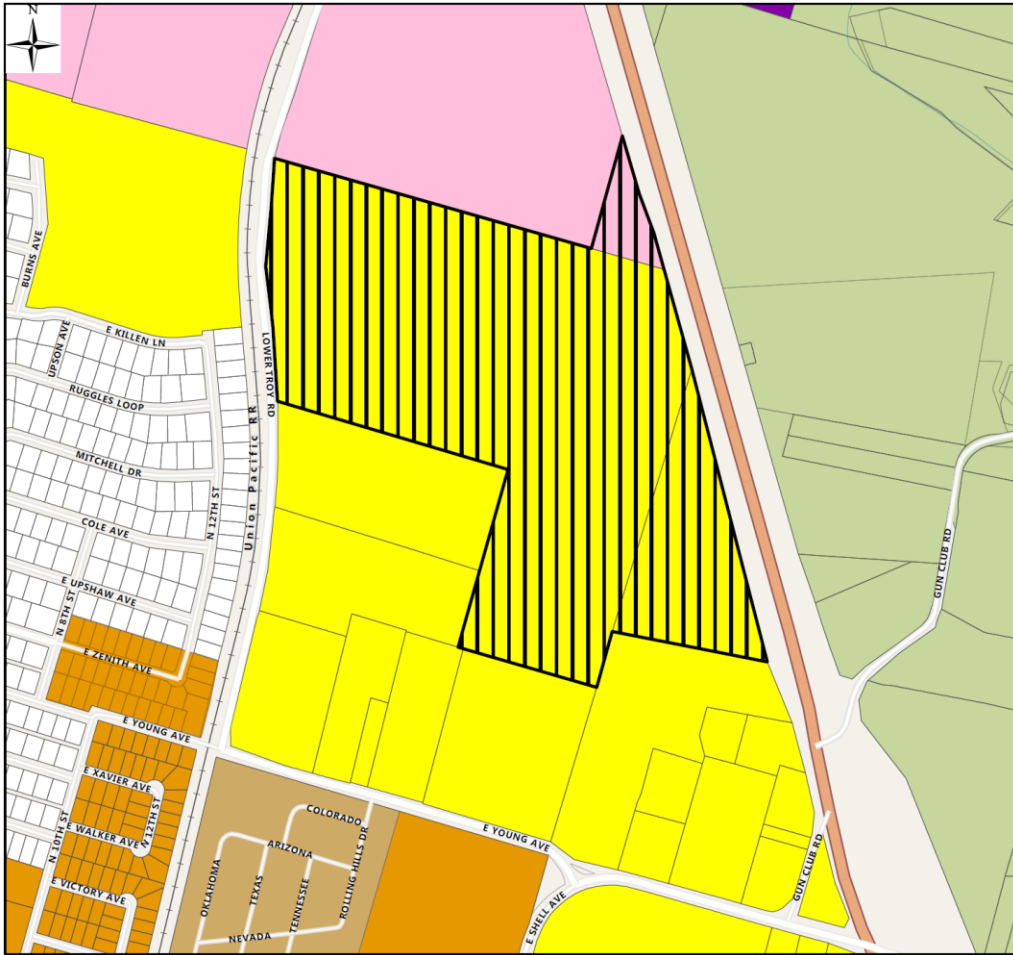 N
BURNS AVE
E KILLEN LN
UPSON AVE
RUGGLES LOOP
LOWER TROY RD
MITCHELL DR
Union Pacific RR
N 12TH ST
COLE AVE
GUN CLUB RD
E UPSHAW AVE
N 8TH ST
E ZENITH AVE
E YOUNG AVE
E XAVIER AVE
N 12TH ST
COLORADO
E WALKER AVE
N 10TH ST
ARIZONA
E YOUNG AVE
ROLLING HILLS DR
GUN CLUB RD
OKLAHOMA
TEXAS
TENNESSEE
E VICTORY AVE
E SHELL AVE
NEVADA